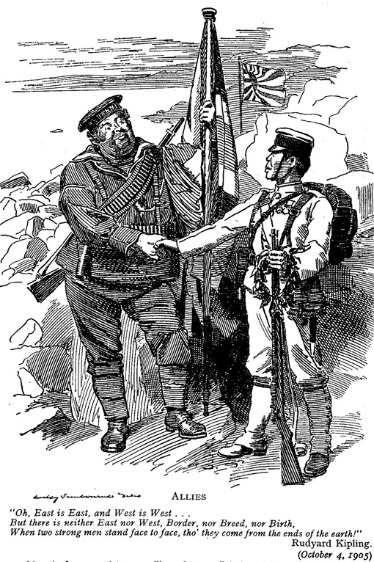 Linley Sambourne
ALLIES
"Oh, East is East, and West is West . . .
But there is neither East nor West, Border, nor Breed, nor Birth,
When two strong men stand face to face, tho' they come from the ends of the earth!"
Rudyard Kipling.
(October 4, 1905)